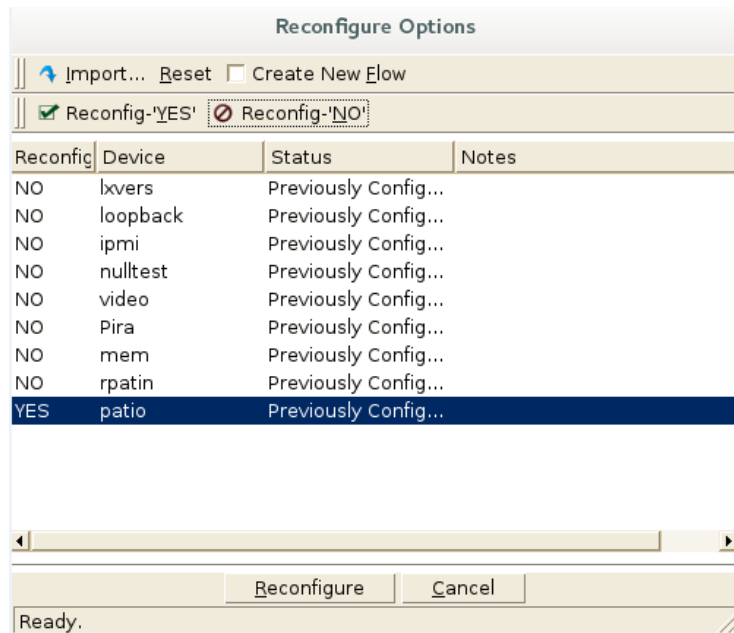 Reconfigure Options
Import... Reset Create New Flow
Reconfig-'YES' Reconfig-'NO'
Reconfig Device Status Notes
NO lxvers Previously Config...
NO loopback Previously Config...
NO ipmi Previously Config...
NO nulltest Previously Config...
NO video Previously Config...
NO Pira Previously Config...
NO mem Previously Config...
NO rpatin Previously Config...
YES patio Previously Config...
Reconfigure Cancel
Ready.